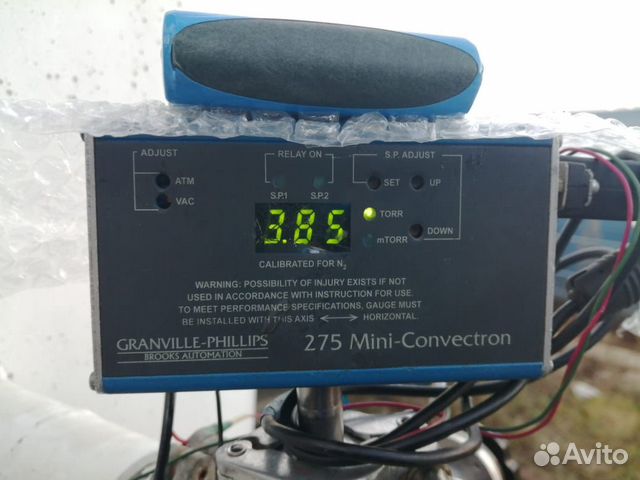 ADJUST
RELAY ON
S.P. ADJUST
ATM
SET
UP
VAC
S.P.1
S.P.2
TORR
3.85
mTORR
DOWN
CALIBRATED FOR N₂
WARNING: POSSIBILITY OF INJURY EXISTS IF NOT
USED IN ACCORDANCE WITH INSTRUCTION FOR USE.
TO MEET PERFORMANCE SPECIFICATIONS, GAUGE MUST
BE INSTALLED WITH THIS AXIS ⟷ HORIZONTAL.
GRANVILLE-PHILLIPS
BROOKS AUTOMATION
275 Mini-Convectron
Avito